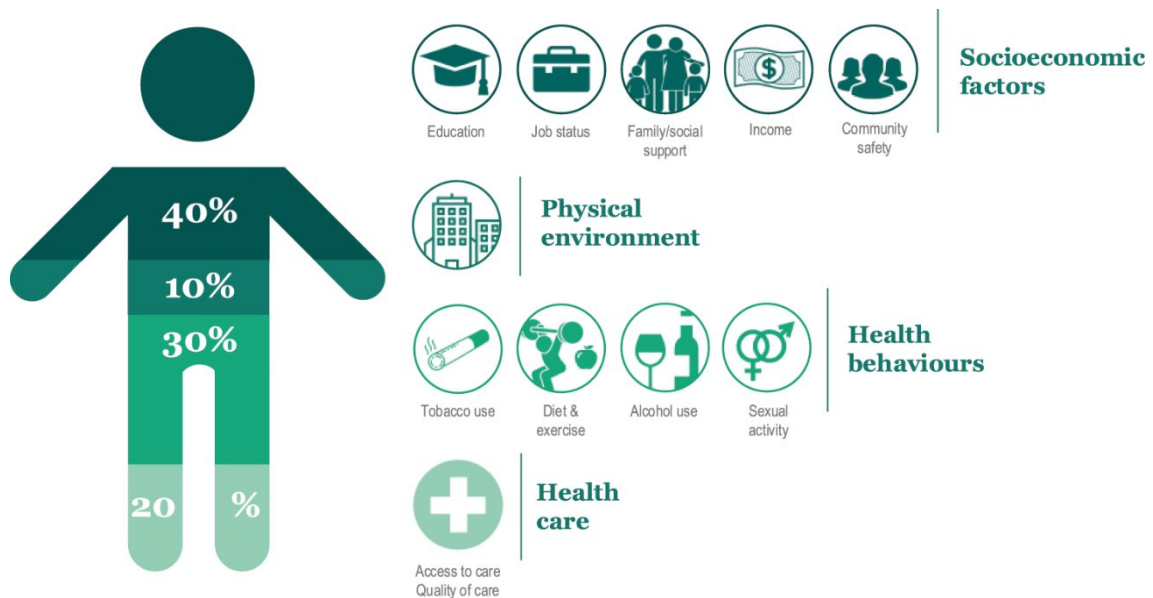 40%
10%
30%
20 %
Education
Job status
Family/social
support
Income
$
Community
safety
Socioeconomic
factors
Physical
environment
Tobacco use
Diet &
exercise
Alcohol use
Sexual
activity
Health
behaviours
Access to care
Quality of care
Health
care